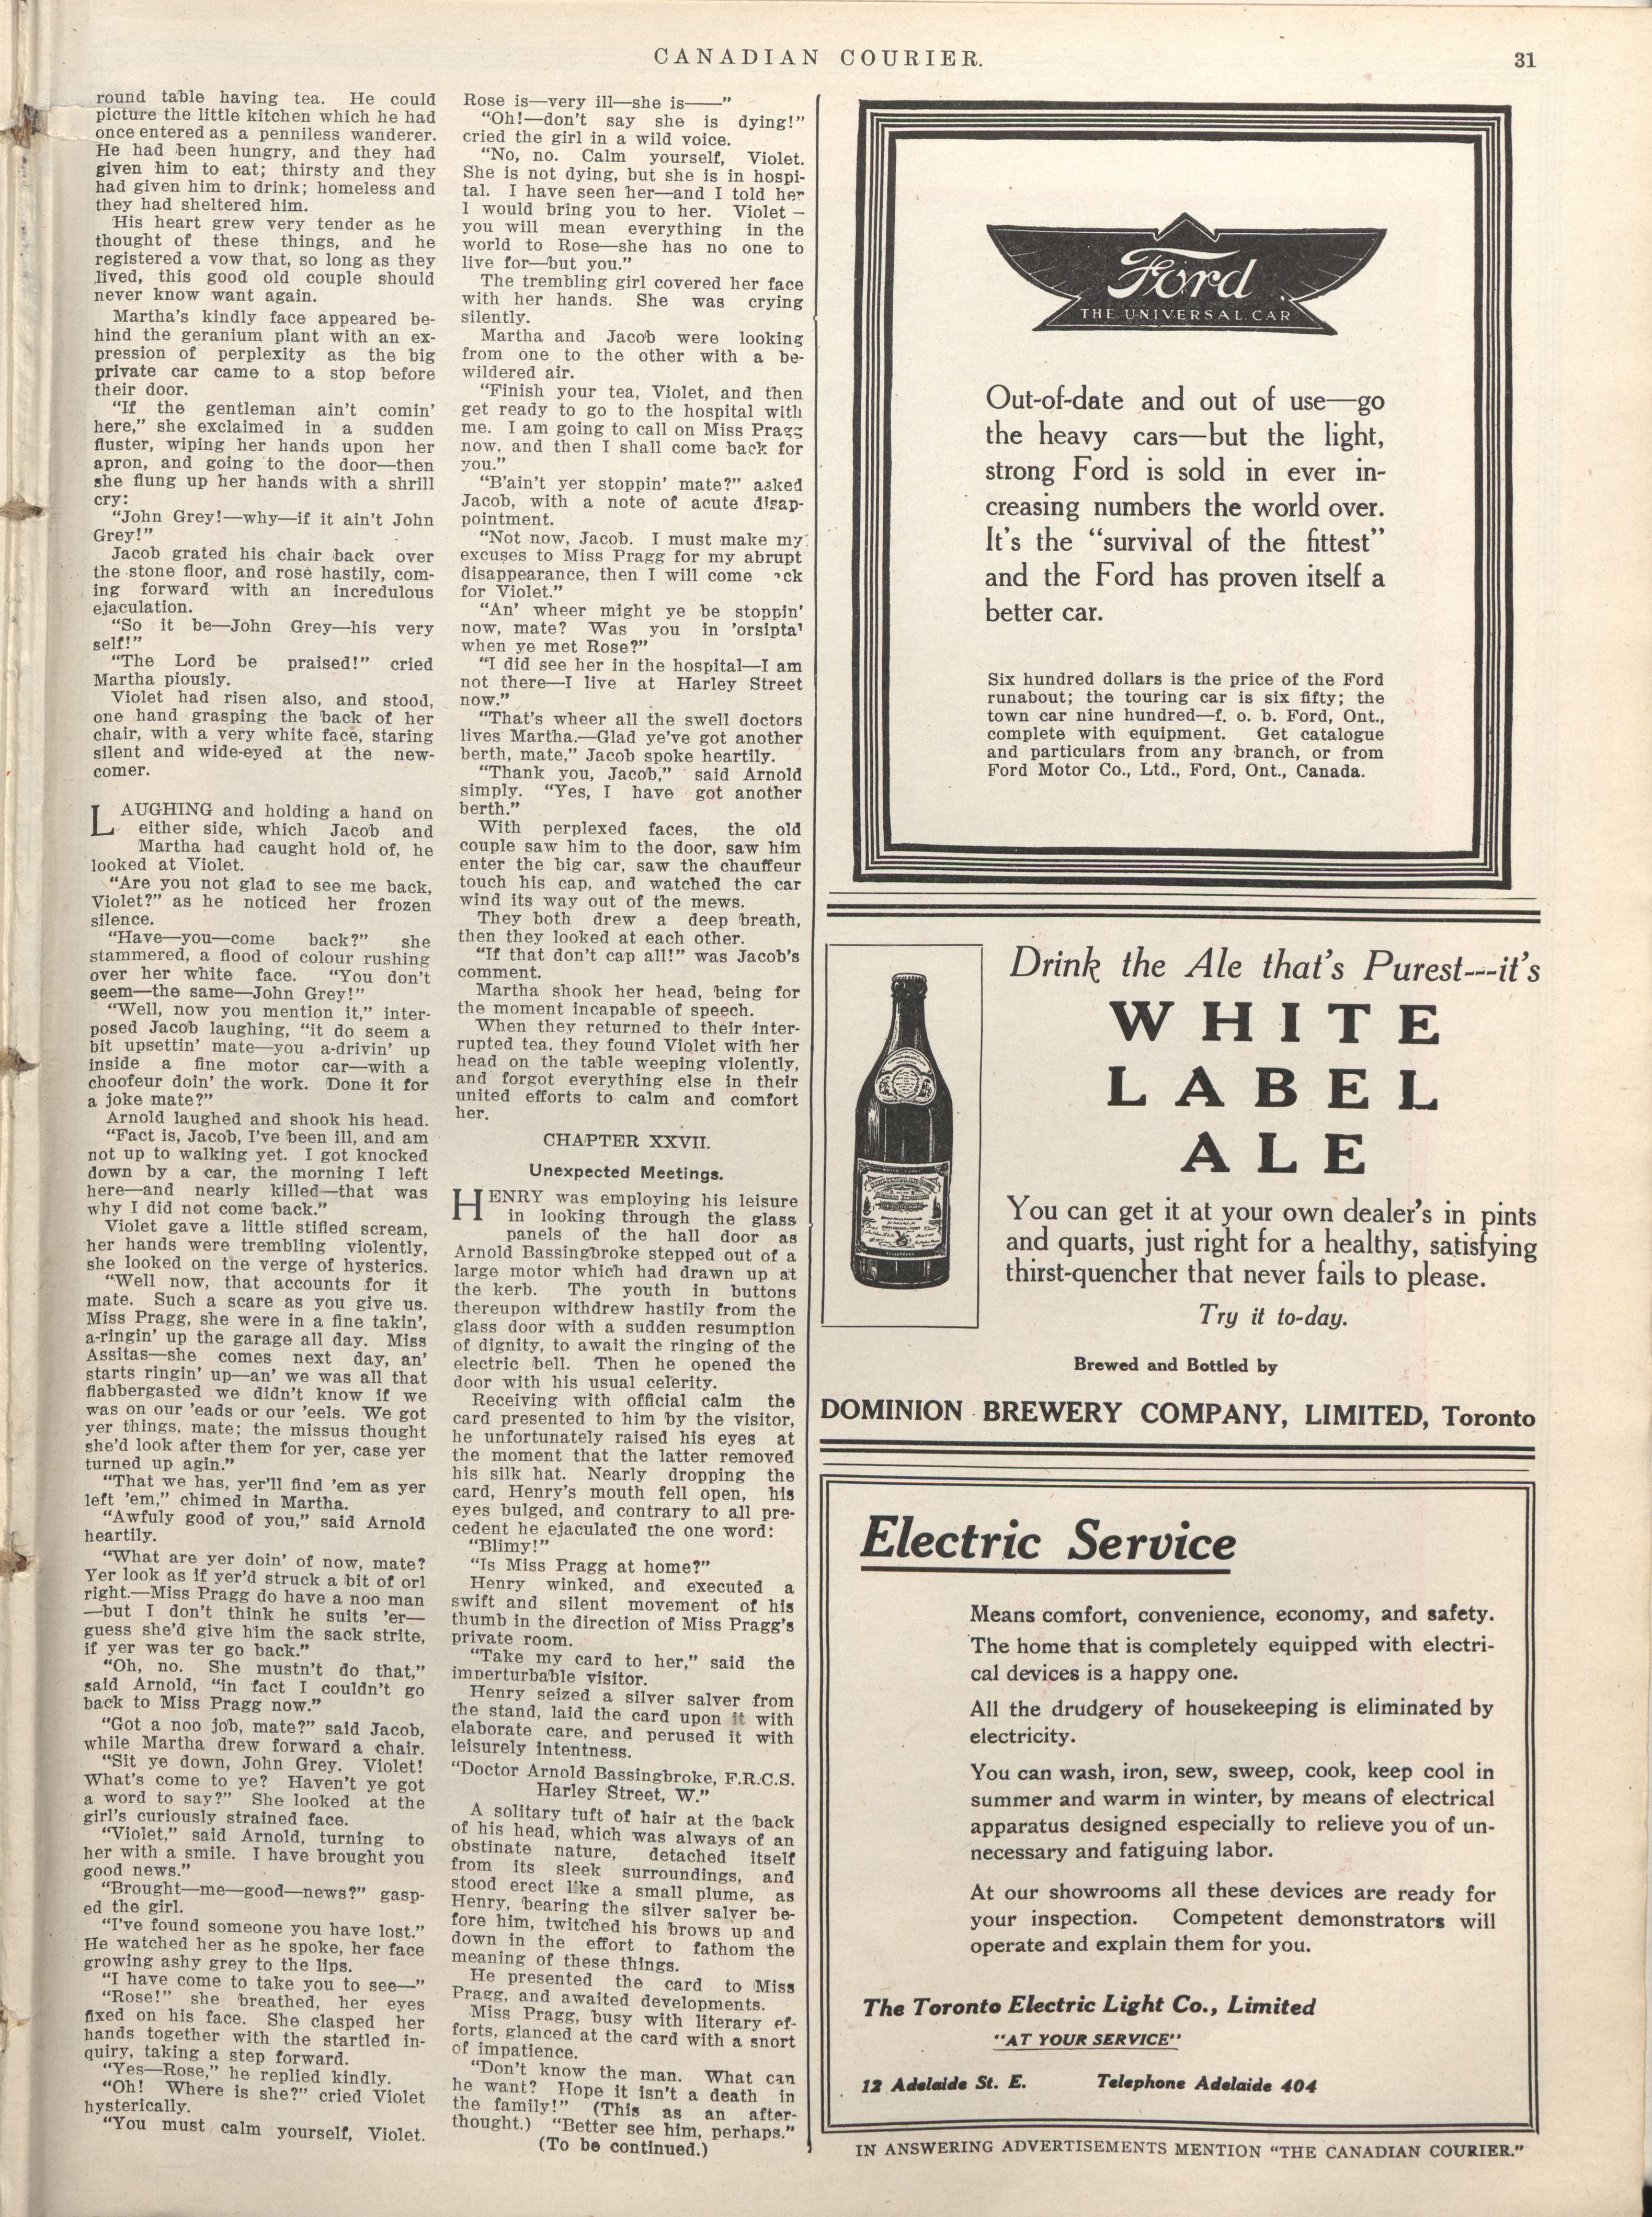 CANADIAN COURIER.
31
round table having tea. He could
picture the little kitchen which he had
once entered as a penniless wanderer.
He had been hungry, and they had
given him to eat; thirsty and they
had given him to drink; homeless and
they had sheltered him.
His heart grew very tender as he
thought of these things, and he
registered a vow that, so long as they
lived, this good old couple should
never know want again.
Martha's kindly face appeared be-
hind the geranium plant with an ex-
pression of perplexity as the big
private car came to a stop before
their door.
"If the gentleman ain't comin'
here," she exclaimed in a sudden
fluster, wiping her hands upon her
apron, and going to the door—then
she flung up her hands with a shrill
cry:
"John Grey!—why—if it ain't John
Grey!"
Jacob grated his chair back over
the stone floor, and rose hastily, com-
ing forward with an incredulous
ejaculation.
"So it be—John Grey—his very
self!"
"The Lord be praised!" cried
Martha piously.
Violet had risen also, and stood,
one hand grasping the back of her
chair, with a very white face, staring
silent and wide-eyed at the new-
comer.
LAUGHING and holding a hand on
either side, which Jacob and
Martha had caught hold of, he
looked at Violet.
"Are you not glad to see me back,
Violet?" as he noticed her frozen
silence.
"Have—you—come back?" she
stammered, a flood of colour rushing
over her white face. "You don't
seem—the same—John Grey!"
"Well, now you mention it," inter-
posed Jacob laughing, "it do seem a
bit upsettin' mate—you a-drivin' up
inside a fine motor car—with a
choofeur doin' the work. Done it for
a joke mate?"
Arnold laughed and shook his head.
"Fact is, Jacob, I've been ill, and am
not up to walking yet. I got knocked
down by a car, the morning I left
here—and nearly killed—that was
why I did not come back."
Violet gave a little stifled scream,
her hands were trembling violently,
she looked on the verge of hysterics.
"Well now, that accounts for it
mate. Such a scare as you give us.
Miss Pragg, she were in a fine takin',
a-ringin' up the garage all day. Miss
Assitas—she comes next day, an'
starts ringin' up—an' we was all that
flabbergasted we didn't know if we
was on our 'eads or our 'eels. We got
yer things, mate; the missus thought
she'd look after them for yer, case yer
turned up agin."
"That we has, yer'll find 'em as yer
left 'em," chimed in Martha.
"Awfuly good of you," said Arnold
heartily.
"What are yer doin' of now, mate?
Yer look as if yer'd struck a bit of orl
right.—Miss Pragg do have a noo man
—but I don't think he suits 'er—
guess she'd give him the sack strite,
if yer was ter go back."
"Oh, no. She mustn't do that,"
said Arnold, "in fact I couldn't go
back to Miss Pragg now."
"Got a noo job, mate?" said Jacob,
while Martha drew forward a chair.
"Sit ye down, John Grey. Violet!
What's come to ye? Haven't ye got
a word to say?" She looked at the
girl's curiously strained face.
"Violet," said Arnold, turning to
her with a smile. I have brought you
good news."
"Brought—me—good—news?" gasp-
ed the girl.
"I've found someone you have lost."
He watched her as he spoke, her face
growing ashy grey to the lips.
"I have come to take you to see—"
"Rose!" she breathed, her eyes
fixed on his face. She clasped her
hands together with the startled in-
quiry, taking a step forward.
"Yes—Rose," he replied kindly.
"Oh! Where is she?" cried Violet
hysterically.
"You must calm yourself, Violet.
Rose is—very ill—she is——"
"Oh!—don't say she is dying!"
cried the girl in a wild voice.
"No, no. Calm yourself, Violet.
She is not dying, but she is in hospi-
tal. I have seen her—and I told her
I would bring you to her. Violet –
you will mean everything in the
world to Rose—she has no one to
live for—but you."
The trembling girl covered her face
with her hands. She was crying
silently.
Martha and Jacob were looking
from one to the other with a be-
wildered air.
"Finish your tea, Violet, and then
get ready to go to the hospital with
me. I am going to call on Miss Pragg
now, and then I shall come back for
you."
"B'ain't yer stoppin' mate?" asked
Jacob, with a note of acute disap-
pointment.
"Not now, Jacob. I must make my
excuses to Miss Pragg for my abrupt
disappearance, then I will come ck
for Violet."
"An' wheer might ye be stoppin'
now, mate? Was you in 'orsipta'
when ye met Rose?"
"I did see her in the hospital—I am
not there—I live at Harley Street
now."
"That's wheer all the swell doctors
lives Martha.—Glad ye've got another
berth, mate," Jacob spoke heartily.
"Thank you, Jacob," said Arnold
simply. "Yes, I have got another
berth."
With perplexed faces, the old
couple saw him to the door, saw him
enter the big car, saw the chauffeur
touch his cap, and watched the car
wind its way out of the mews.
They both drew a deep breath,
then they looked at each other.
"If that don't cap all!" was Jacob's
comment.
Martha shook her head, being for
the moment incapable of speech.
When they returned to their inter-
rupted tea, they found Violet with her
head on the table weeping violently,
and forgot everything else in their
united efforts to calm and comfort
her.
CHAPTER XXVII.
Unexpected Meetings.
HENRY was employing his leisure
in looking through the glass
panels of the hall door as
Arnold Bassingbroke stepped out of a
large motor which had drawn up at
the kerb. The youth in buttons
thereupon withdrew hastily from the
glass door with a sudden resumption
of dignity, to await the ringing of the
electric bell. Then he opened the
door with his usual celerity.
Receiving with official calm the
card presented to him by the visitor,
he unfortunately raised his eyes at
the moment that the latter removed
his silk hat. Nearly dropping the
card, Henry's mouth fell open, his
eyes bulged, and contrary to all pre-
cedent he ejaculated the one word:
"Blimy!"
"Is Miss Pragg at home?"
Henry winked, and executed a
swift and silent movement of his
thumb in the direction of Miss Pragg's
private room.
"Take my card to her," said the
imperturbable visitor.
Henry seized a silver salver from
the stand, laid the card upon it with
elaborate care, and perused it with
leisurely intentness.
"Doctor Arnold Bassingbroke, F.R.C.S.
Harley Street, W."
A solitary tuft of hair at the back
of his head, which was always of an
obstinate nature, detached itself
from its sleek surroundings, and
stood erect like a small plume, as
Henry, bearing the silver salver be-
fore him, twitched his brows up and
down in the effort to fathom the
meaning of these things.
He presented the card to Miss
Pragg, and awaited developments.
Miss Pragg, busy with literary ef-
forts, glanced at the card with a snort
of impatience.
"Don't know the man. What can
he want? Hope it isn't a death in
the family!" (This as an after-
thought.) "Better see him, perhaps."
(To be continued.)
Ford
THE UNIVERSAL CAR
Out-of-date and out of use—go
the heavy cars—but the light,
strong Ford is sold in ever in-
creasing numbers the world over.
It's the "survival of the fittest"
and the Ford has proven itself a
better car.
Six hundred dollars is the price of the Ford
runabout; the touring car is six fifty; the
town car nine hundred—f. o. b. Ford, Ont.,
complete with equipment. Get catalogue
and particulars from any branch, or from
Ford Motor Co., Ltd., Ford, Ont., Canada.
Drink the Ale that's Purest---it's
WHITE
LABEL
ALE
You can get it at your own dealer's in pints
and quarts, just right for a healthy, satisfying
thirst-quencher that never fails to please.
Try it to-day.
Brewed and Bottled by
DOMINION BREWERY COMPANY, LIMITED, Toronto
Electric Service
Means comfort, convenience, economy, and safety.
The home that is completely equipped with electri-
cal devices is a happy one.
All the drudgery of housekeeping is eliminated by
electricity.
You can wash, iron, sew, sweep, cook, keep cool in
summer and warm in winter, by means of electrical
apparatus designed especially to relieve you of un-
necessary and fatiguing labor.
At our showrooms all these devices are ready for
your inspection. Competent demonstrators will
operate and explain them for you.
The Toronto Electric Light Co., Limited
"AT YOUR SERVICE"
12 Adelaide St. E. Telephone Adelaide 404
IN ANSWERING ADVERTISEMENTS MENTION "THE CANADIAN COURIER."